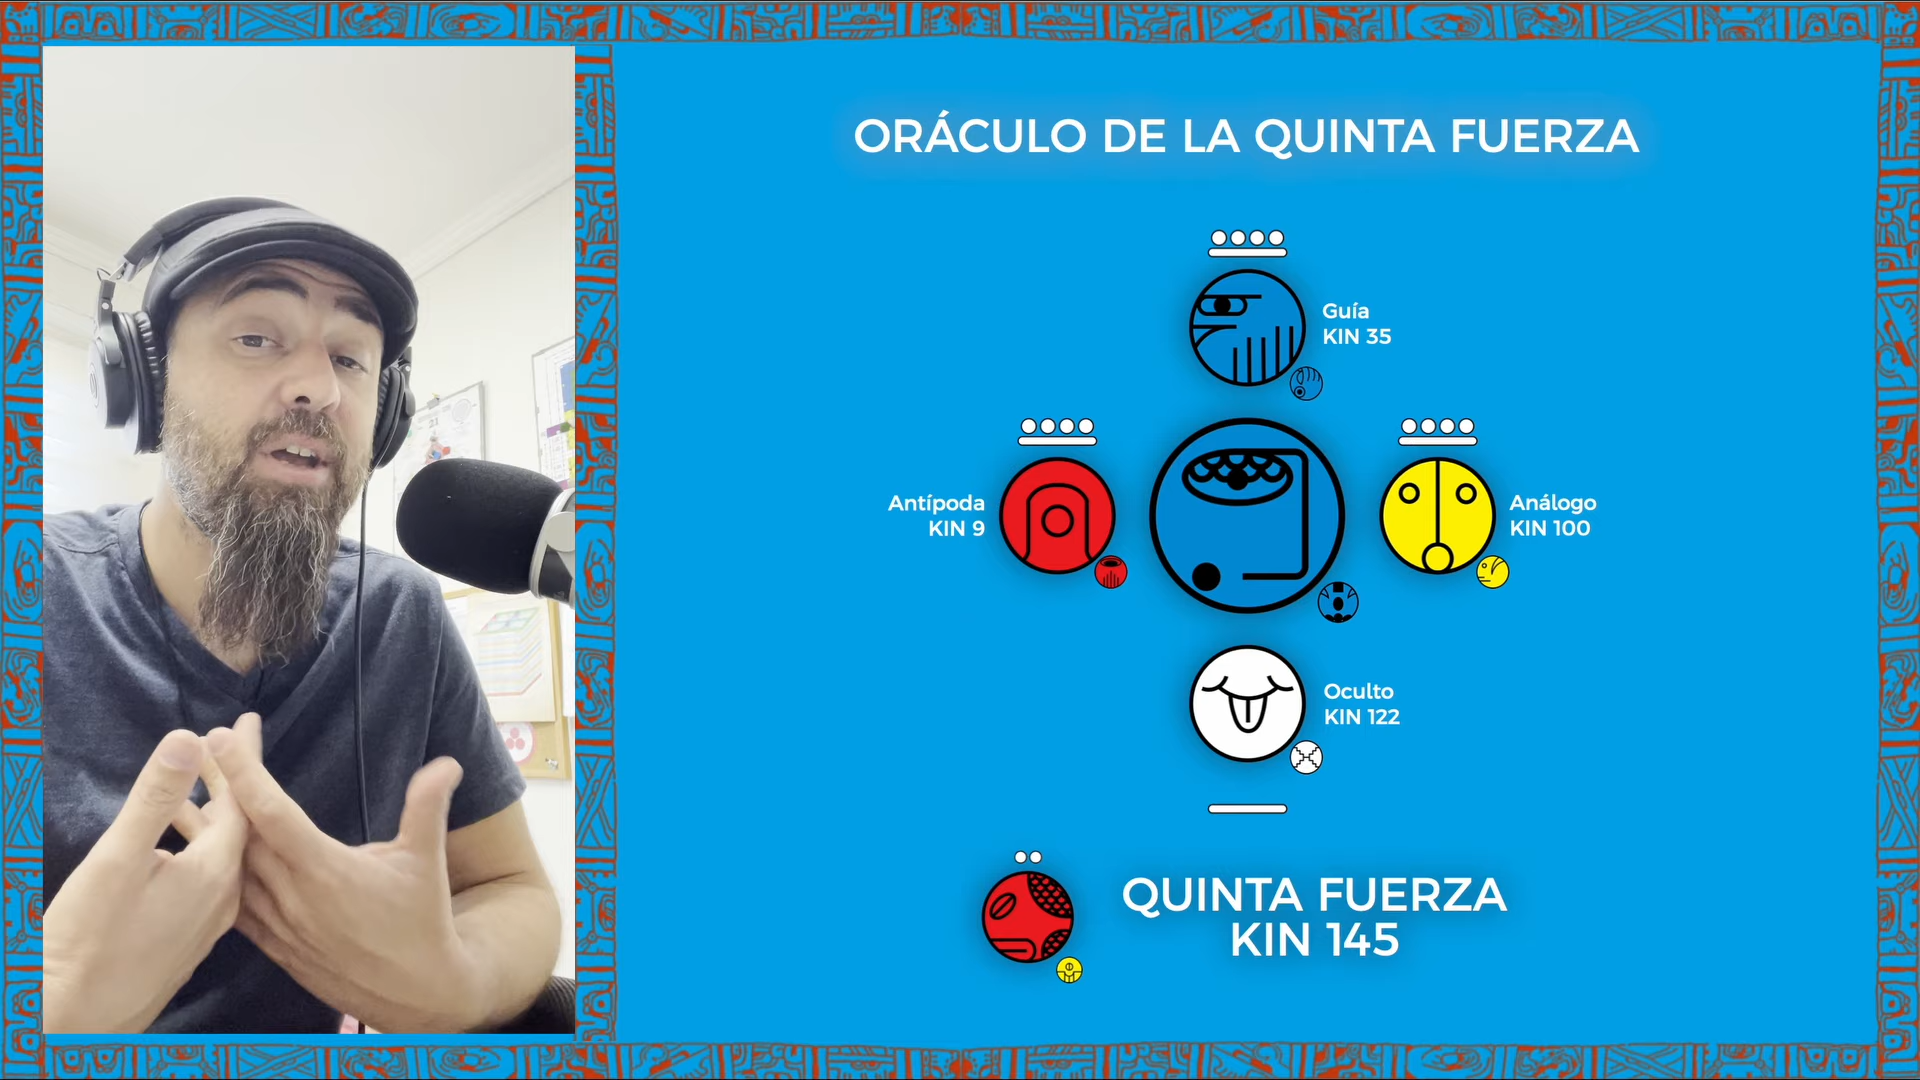 ORÁCULO DE LA QUINTA FUERZA
Guía
KIN 35
Antípoda
KIN 9
Análogo
KIN 100
Oculto
KIN 122
QUINTA FUERZA
KIN 145